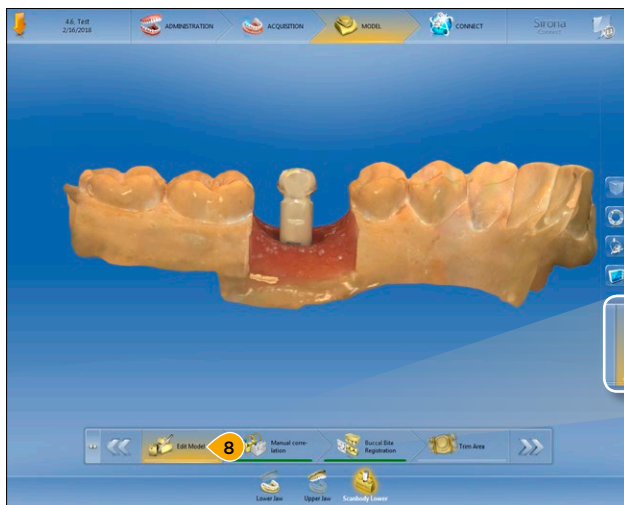 4.6, Test
2/16/2018
ADMINISTRATION
ACQUISITION
MODEL
CONNECT
Sirona
Connect
Edit Model
8
Manual corre-
lation
Buccal Bite
Registration
Trim Area
Lower Jaw
Upper Jaw
Scanbody Lower